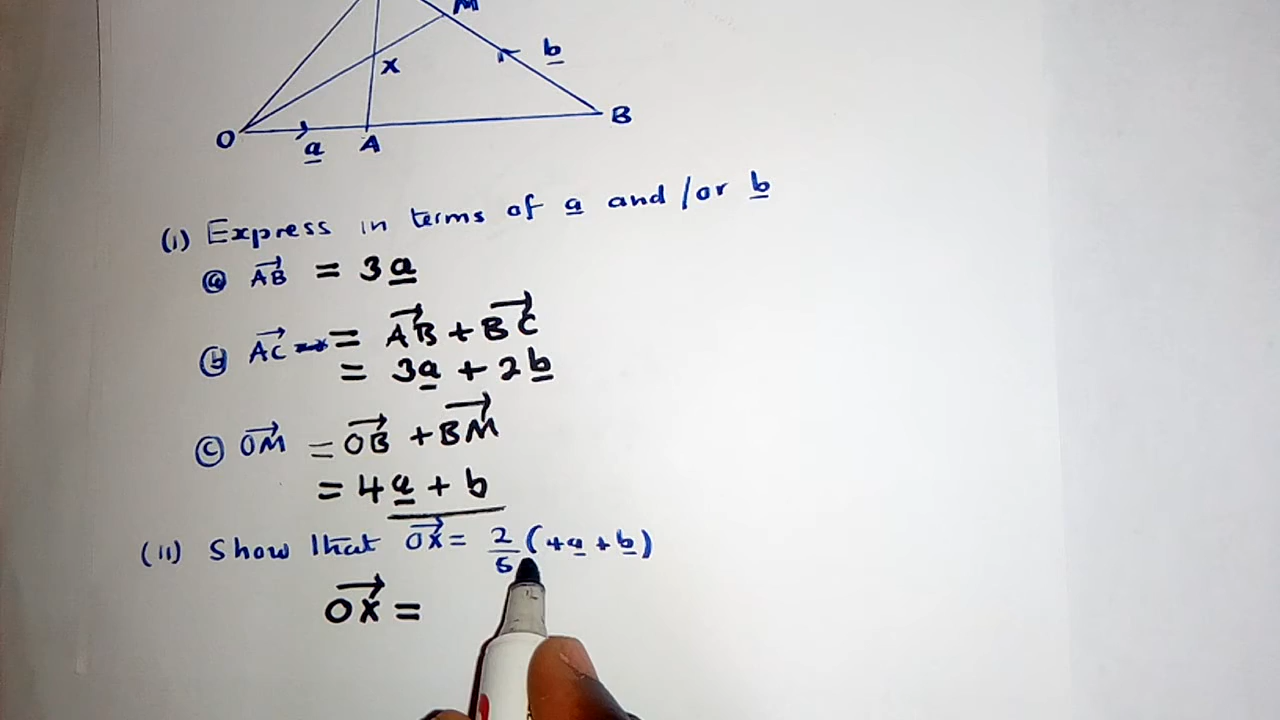 M
b
X
O
a
A
B
(i) Express in terms of a and /or b
(a) AB = 3a
(b) AC = AB + BC
= 3a + 2b
(c) OM = OB + BM
= 4a + b
(ii) Show that OX = 2/5 (4a + b)
OX =